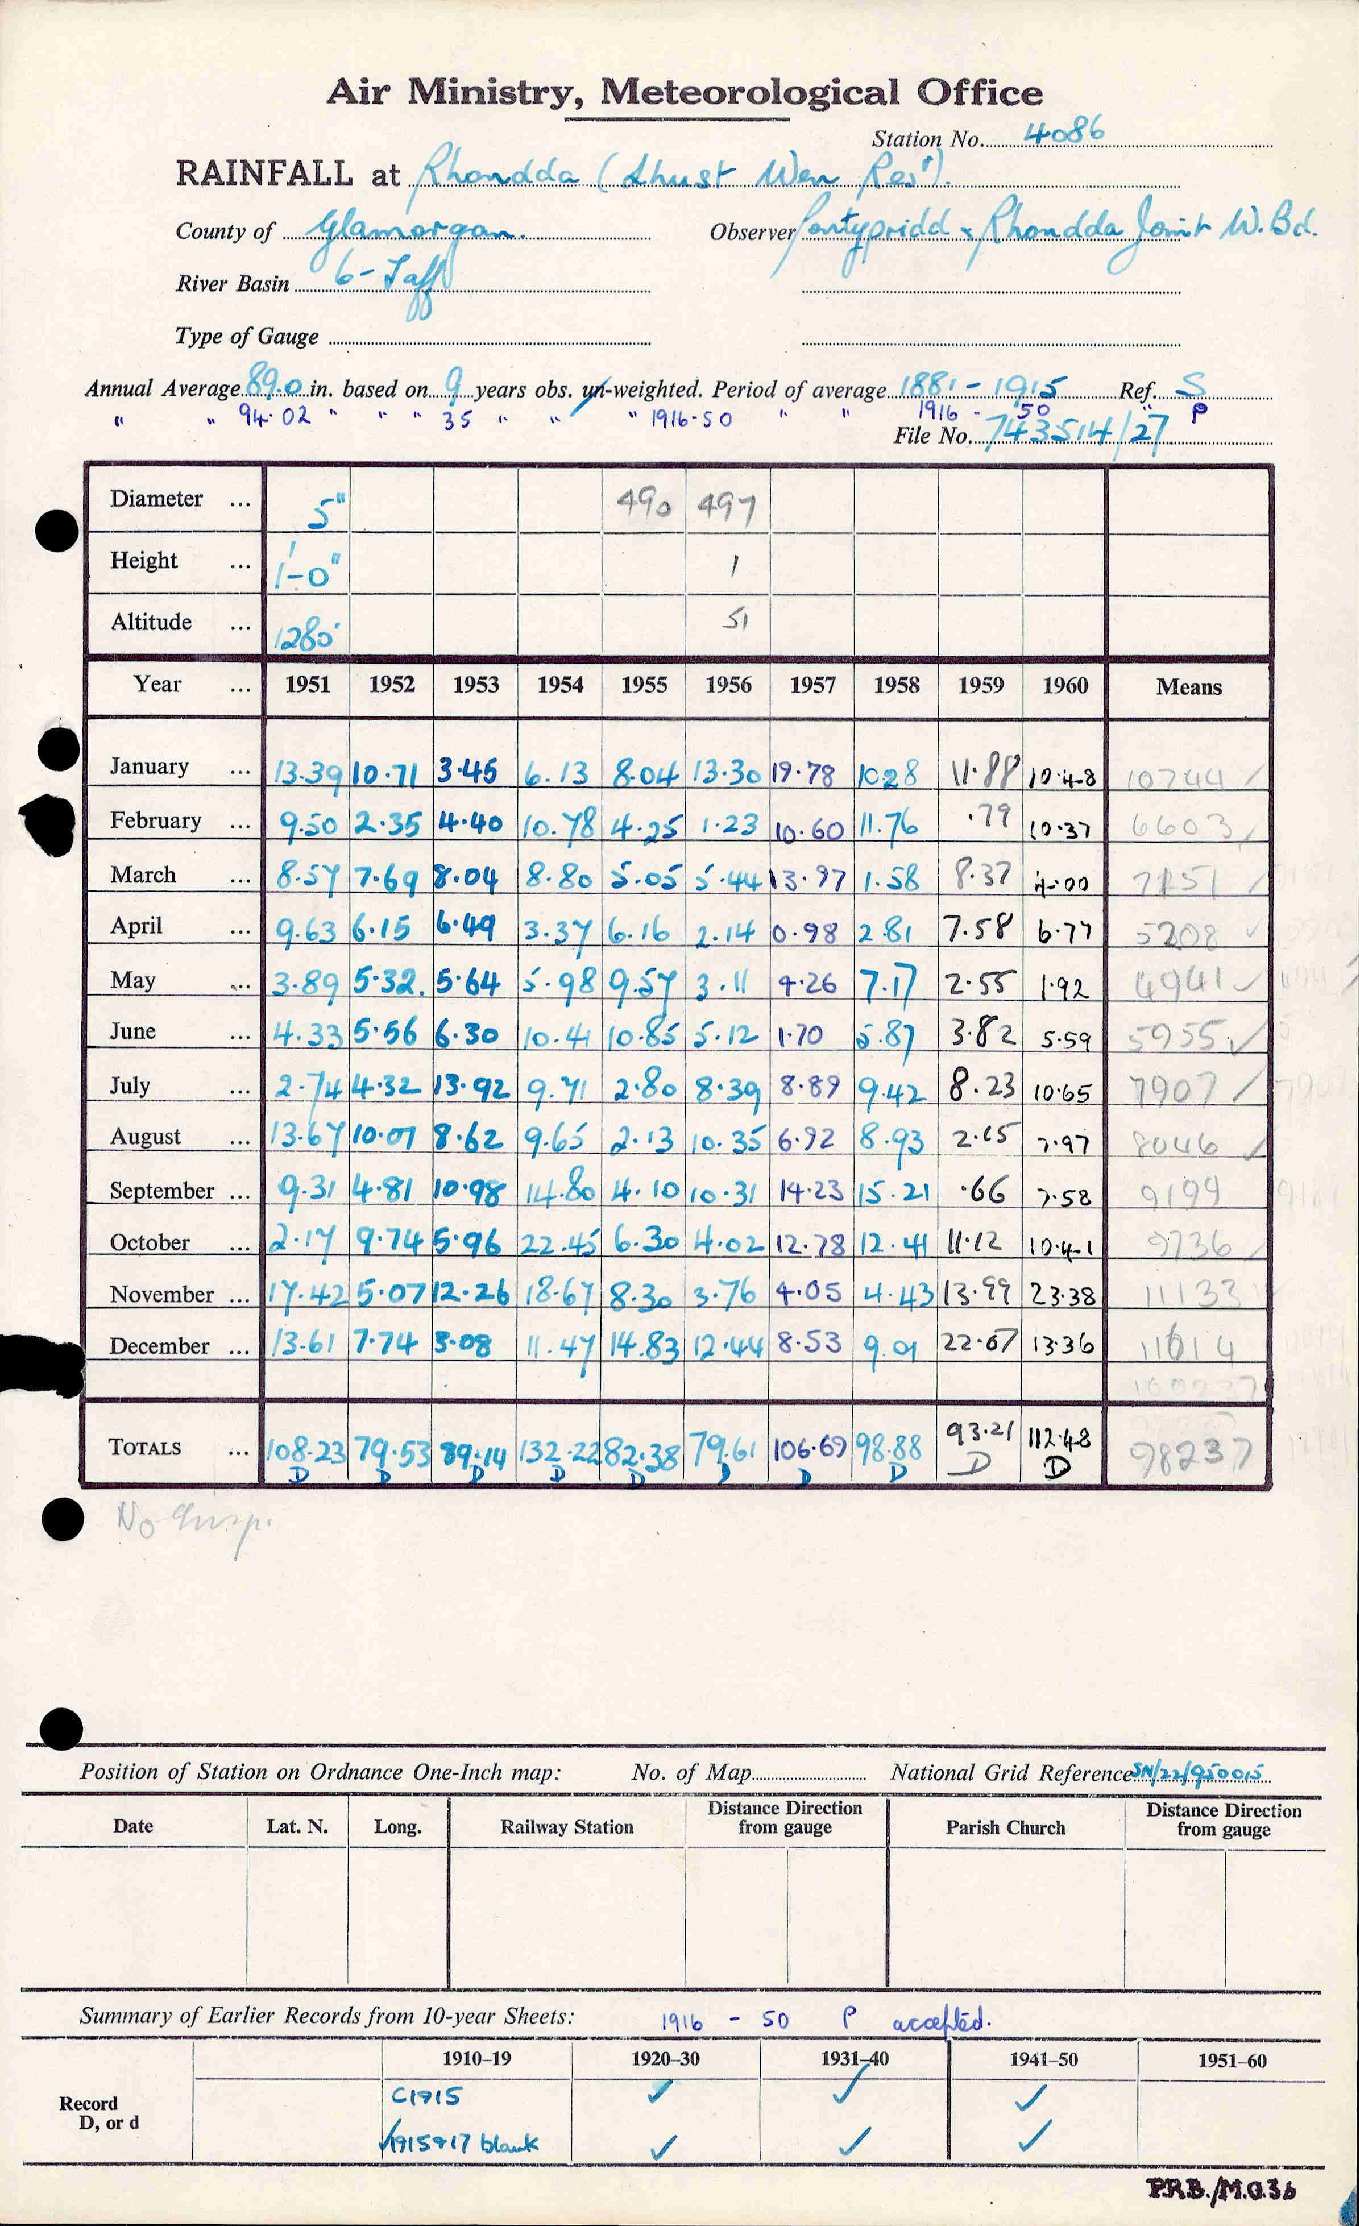 Air Ministry, Meteorological Office
Station No. 4086
RAINFALL at Rhondda (Lluest Wen Resr).
County of Glamorgan. Observer Pontypridd & Rhondda Joint W. Bd.
River Basin 6 - Taff
Type of Gauge
Annual Average 89.0 in. based on 9 years obs. un-weighted. Period of average 1881 - 1915 Ref. S
" " 94.02 " " " 35 " " " 1916-50 " " 1916 - 50 " P
File No. 743514/27
Diameter ... 5" 490 497
Height ... 1'-0" 1
Altitude ... 1280' 51
Year ... 1951 1952 1953 1954 1955 1956 1957 1958 1959 1960 Means
January ... 13.39 10.71 3.45 6.13 8.04 13.30 19.78 10.28 11.88 10.48 10744
February ... 9.50 2.35 4.40 10.78 4.25 1.23 10.60 11.76 .79 10.37 6603
March ... 8.57 7.69 8.04 8.80 5.05 5.44 13.97 1.58 8.37 4.00 7151
April ... 9.63 6.15 6.49 3.37 6.16 2.14 0.98 2.81 7.58 6.77 5208
May ... 3.89 5.32 5.64 5.98 9.57 3.11 4.26 7.17 2.55 1.92 4941
June ... 4.33 5.56 6.30 10.41 10.85 5.12 1.70 5.87 3.82 5.59 5955
July ... 2.74 4.32 13.92 9.71 2.80 8.39 8.89 9.42 8.23 10.65 7907
August ... 13.67 10.07 8.62 9.65 2.13 10.35 6.92 8.93 2.15 7.97 8046
September ... 9.31 4.81 10.98 14.80 4.10 10.31 14.23 15.21 .66 7.58 9199
October ... 2.17 9.74 5.96 22.45 6.30 4.02 12.78 12.41 11.12 10.41 9736
November ... 17.42 5.07 12.26 18.67 8.30 3.76 4.05 4.43 13.99 23.38 11133
December ... 13.61 7.74 3.08 11.47 14.83 12.44 8.53 9.01 22.07 13.36 11614
TOTALS ... 108.23 79.53 89.14 132.22 82.38 79.61 106.69 98.88 93.21 112.48 98237
D D D D D D D D D D
No Insp.
Position of Station on Ordnance One-Inch map: No. of Map National Grid Reference SN/22/950015
Date Lat. N. Long. Railway Station Distance Direction from gauge Parish Church Distance Direction from gauge
Summary of Earlier Records from 10-year Sheets: 1916 - 50 P accepted.
1910–19 1920–30 1931–40 1941–50 1951–60
Record C1915 ✓ ✓ ✓
D, or d 1915&17 blank ✓ ✓ ✓
P.R.B./M.O.36